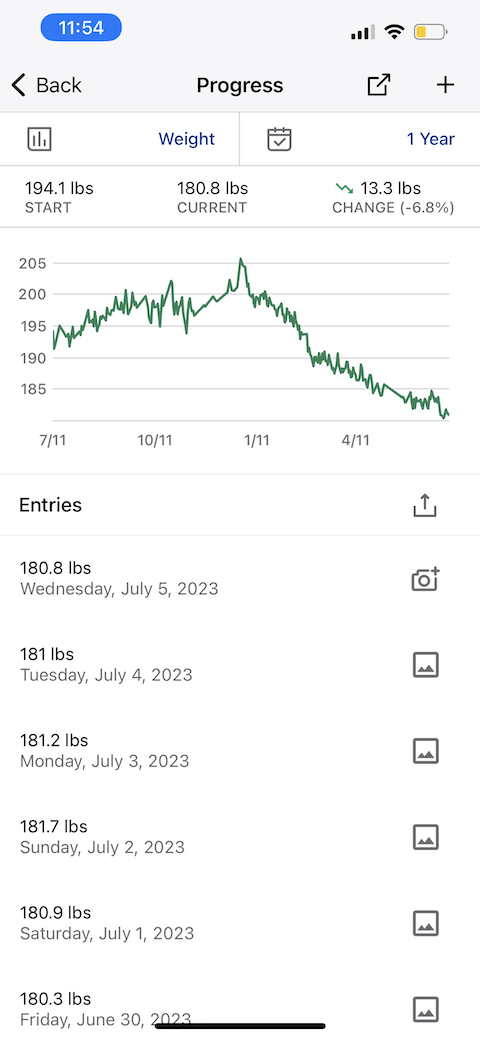 11:54
Back Progress
Weight 1 Year
194.1 lbs 180.8 lbs 13.3 lbs
START CURRENT CHANGE (-6.8%)
205
200
195
190
185
7/11 10/11 1/11 4/11
Entries
180.8 lbs
Wednesday, July 5, 2023
181 lbs
Tuesday, July 4, 2023
181.2 lbs
Monday, July 3, 2023
181.7 lbs
Sunday, July 2, 2023
180.9 lbs
Saturday, July 1, 2023
180.3 lbs
Friday, June 30, 2023